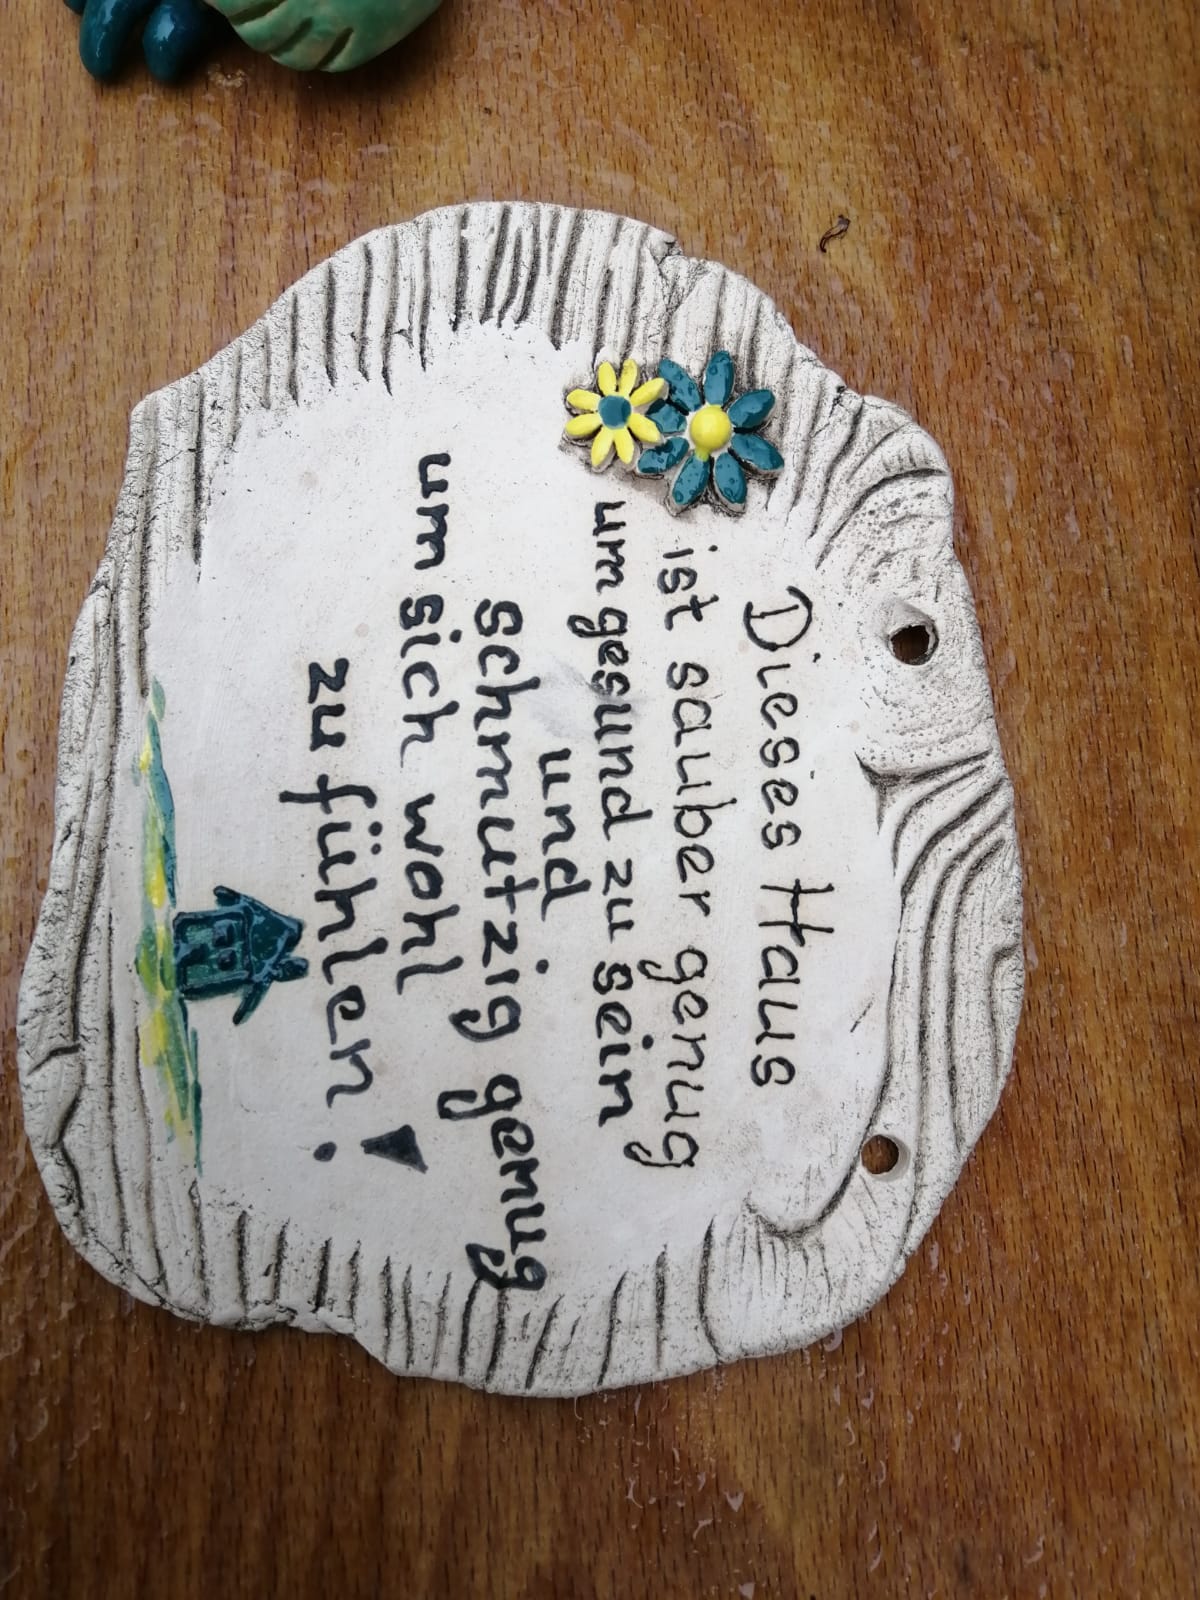 Dieses Haus
ist sauber genug
um gesund zu sein
und
schmutzig genug
um sich wohl
zu fühlen!